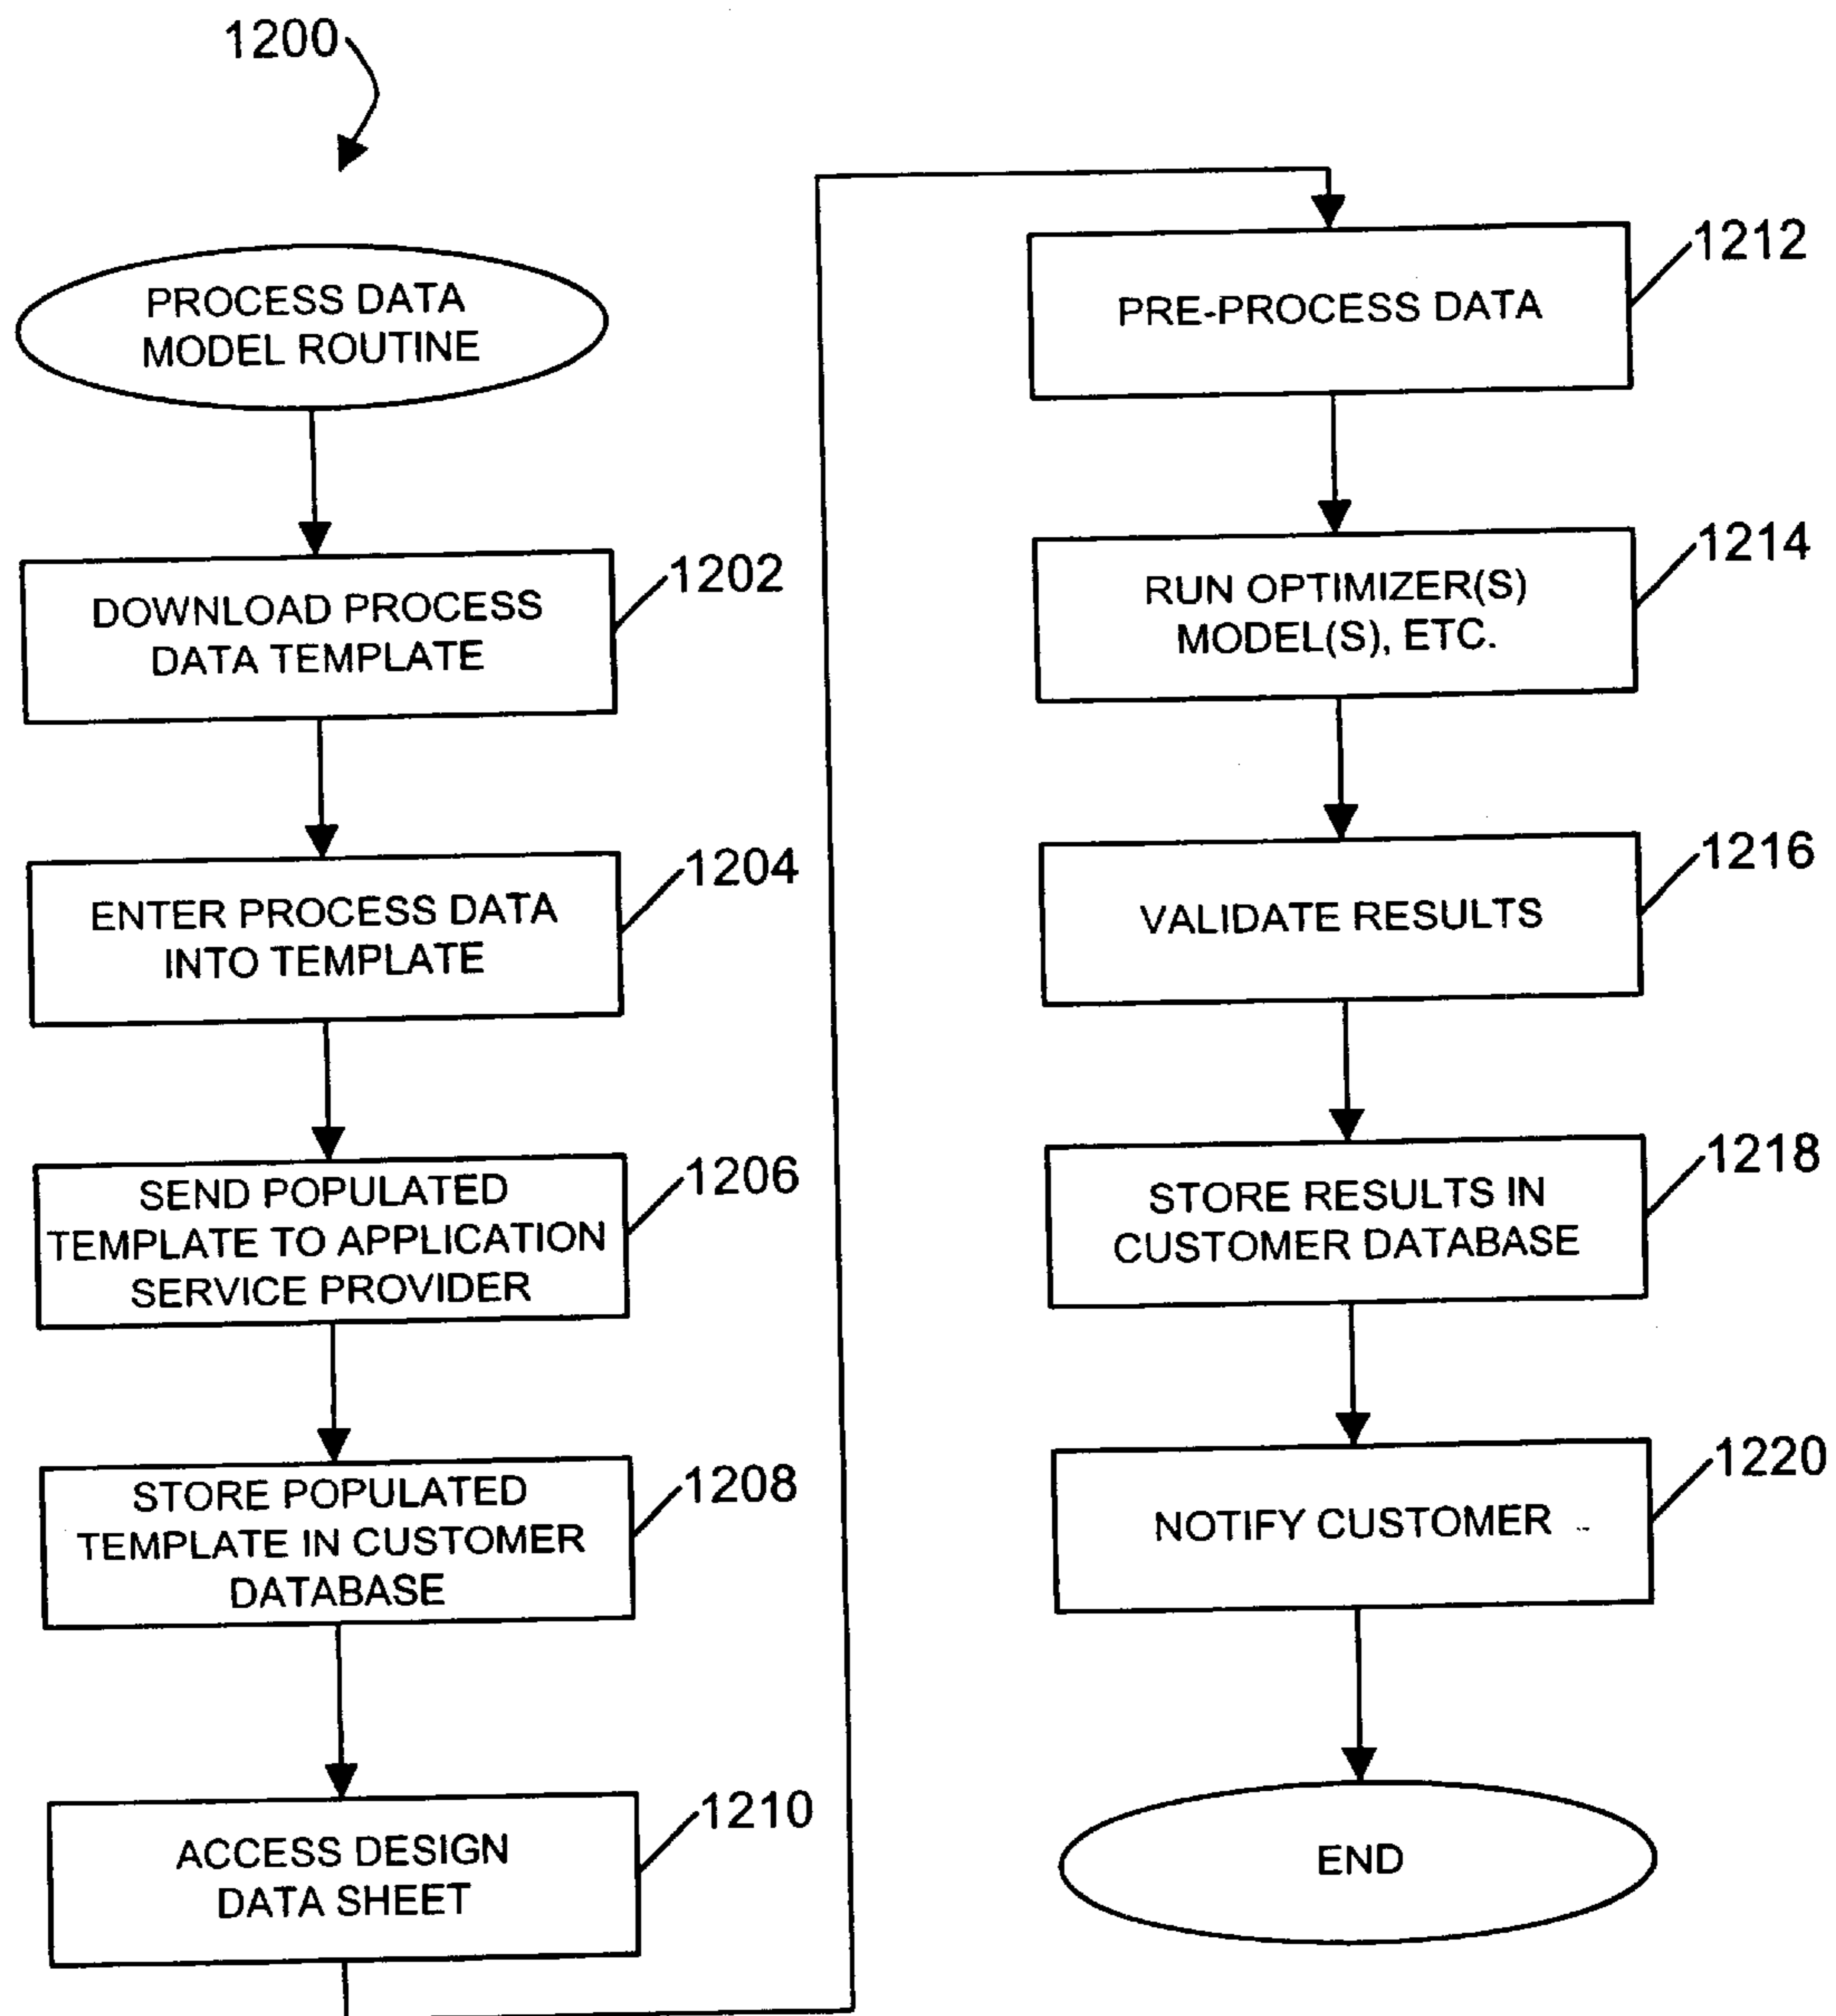 1200
PROCESS DATA
MODEL ROUTINE
1202
DOWNLOAD PROCESS
DATA TEMPLATE
1204
ENTER PROCESS DATA
INTO TEMPLATE
1206
SEND POPULATED
TEMPLATE TO APPLICATION
SERVICE PROVIDER
1208
STORE POPULATED
TEMPLATE IN CUSTOMER
DATABASE
1210
ACCESS DESIGN
DATA SHEET
1212
PRE-PROCESS DATA
1214
RUN OPTIMIZER(S)
MODEL(S), ETC.
1216
VALIDATE RESULTS
1218
STORE RESULTS IN
CUSTOMER DATABASE
1220
NOTIFY CUSTOMER
END